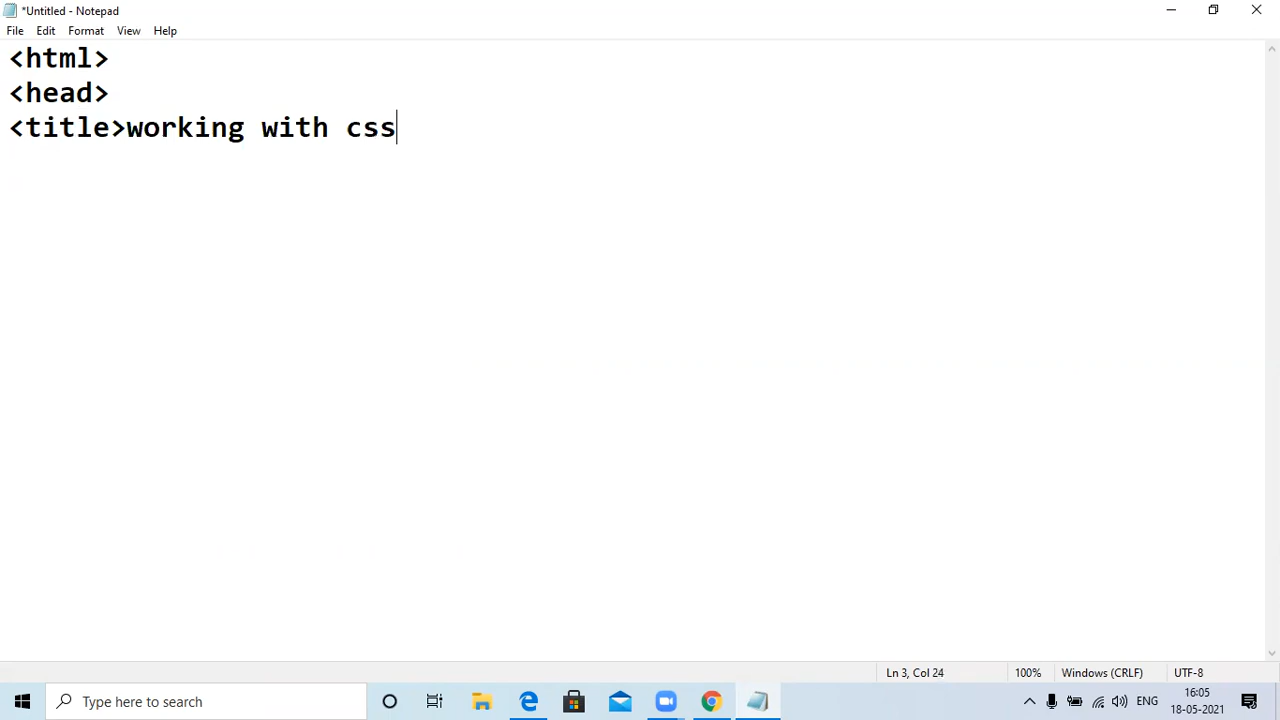 *Untitled - Notepad
File Edit Format View Help
<html>
<head>
<title>working with css
Ln 3, Col 24 100% Windows (CRLF) UTF-8
Type here to search
ENG
16:05
18-05-2021